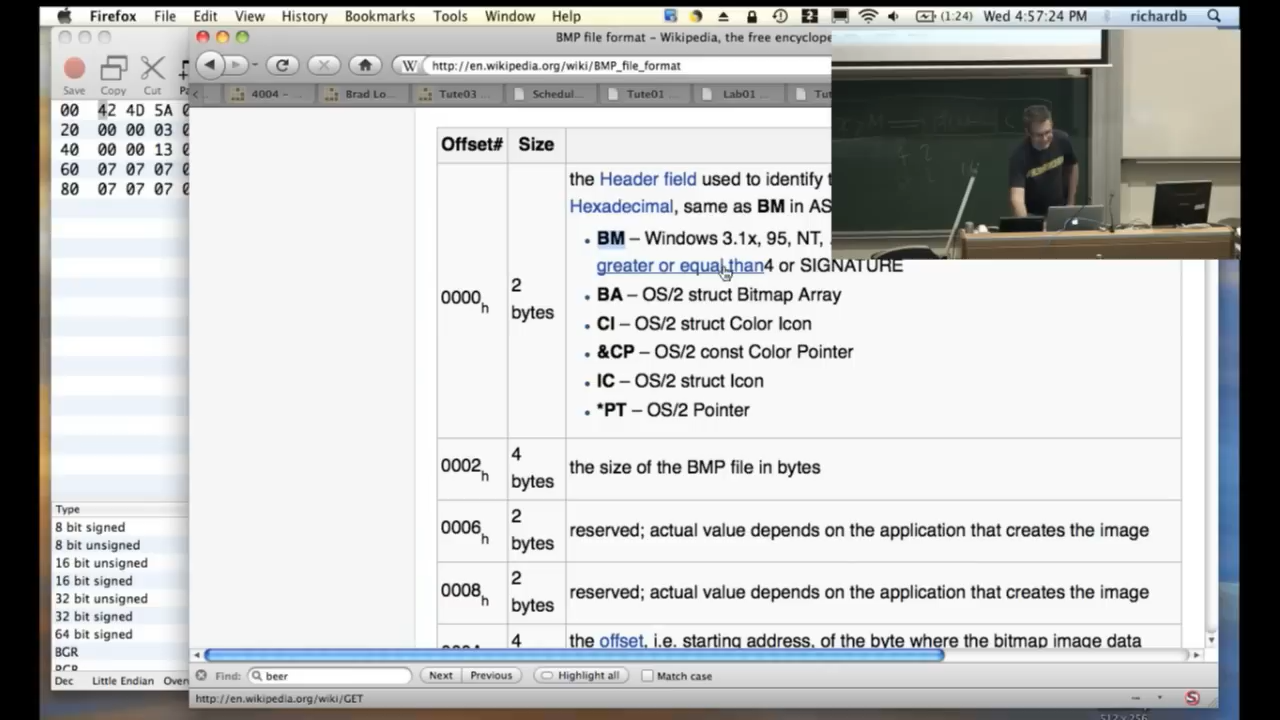 Firefox File Edit View History Bookmarks Tools Window Help (1:24) Wed 4:57:24 PM richardb
BMP file format – Wikipedia, the free encyclope
Save Copy Cut
W http://en.wikipedia.org/wiki/BMP_file_format
4004 – Brad Lo... Tute03 Schedul.. Tute01 Lab01 Tut
00 42 4D 5A
20 00 00 03
40 00 00 13
60 07 07 07
80 07 07 07
Offset# Size
0000h
2 bytes
the Header field used to identify
Hexadecimal, same as BM in AS
• BM – Windows 3.1x, 95, NT,
greater or equal than4 or SIGNATURE
• BA – OS/2 struct Bitmap Array
• CI – OS/2 struct Color Icon
• &CP – OS/2 const Color Pointer
• IC – OS/2 struct Icon
• *PT – OS/2 Pointer
0002h
4 bytes
the size of the BMP file in bytes
0006h
2 bytes
reserved; actual value depends on the application that creates the image
0008h
2 bytes
reserved; actual value depends on the application that creates the image
4
the offset, i.e. starting address, of the byte where the bitmap image data
Type
8 bit signed
8 bit unsigned
16 bit unsigned
16 bit signed
32 bit unsigned
32 bit signed
64 bit signed
BGR
Dec Little Endian Over
Find: beer Next Previous Highlight all Match case
http://en.wikipedia.org/wiki/GET
512x256